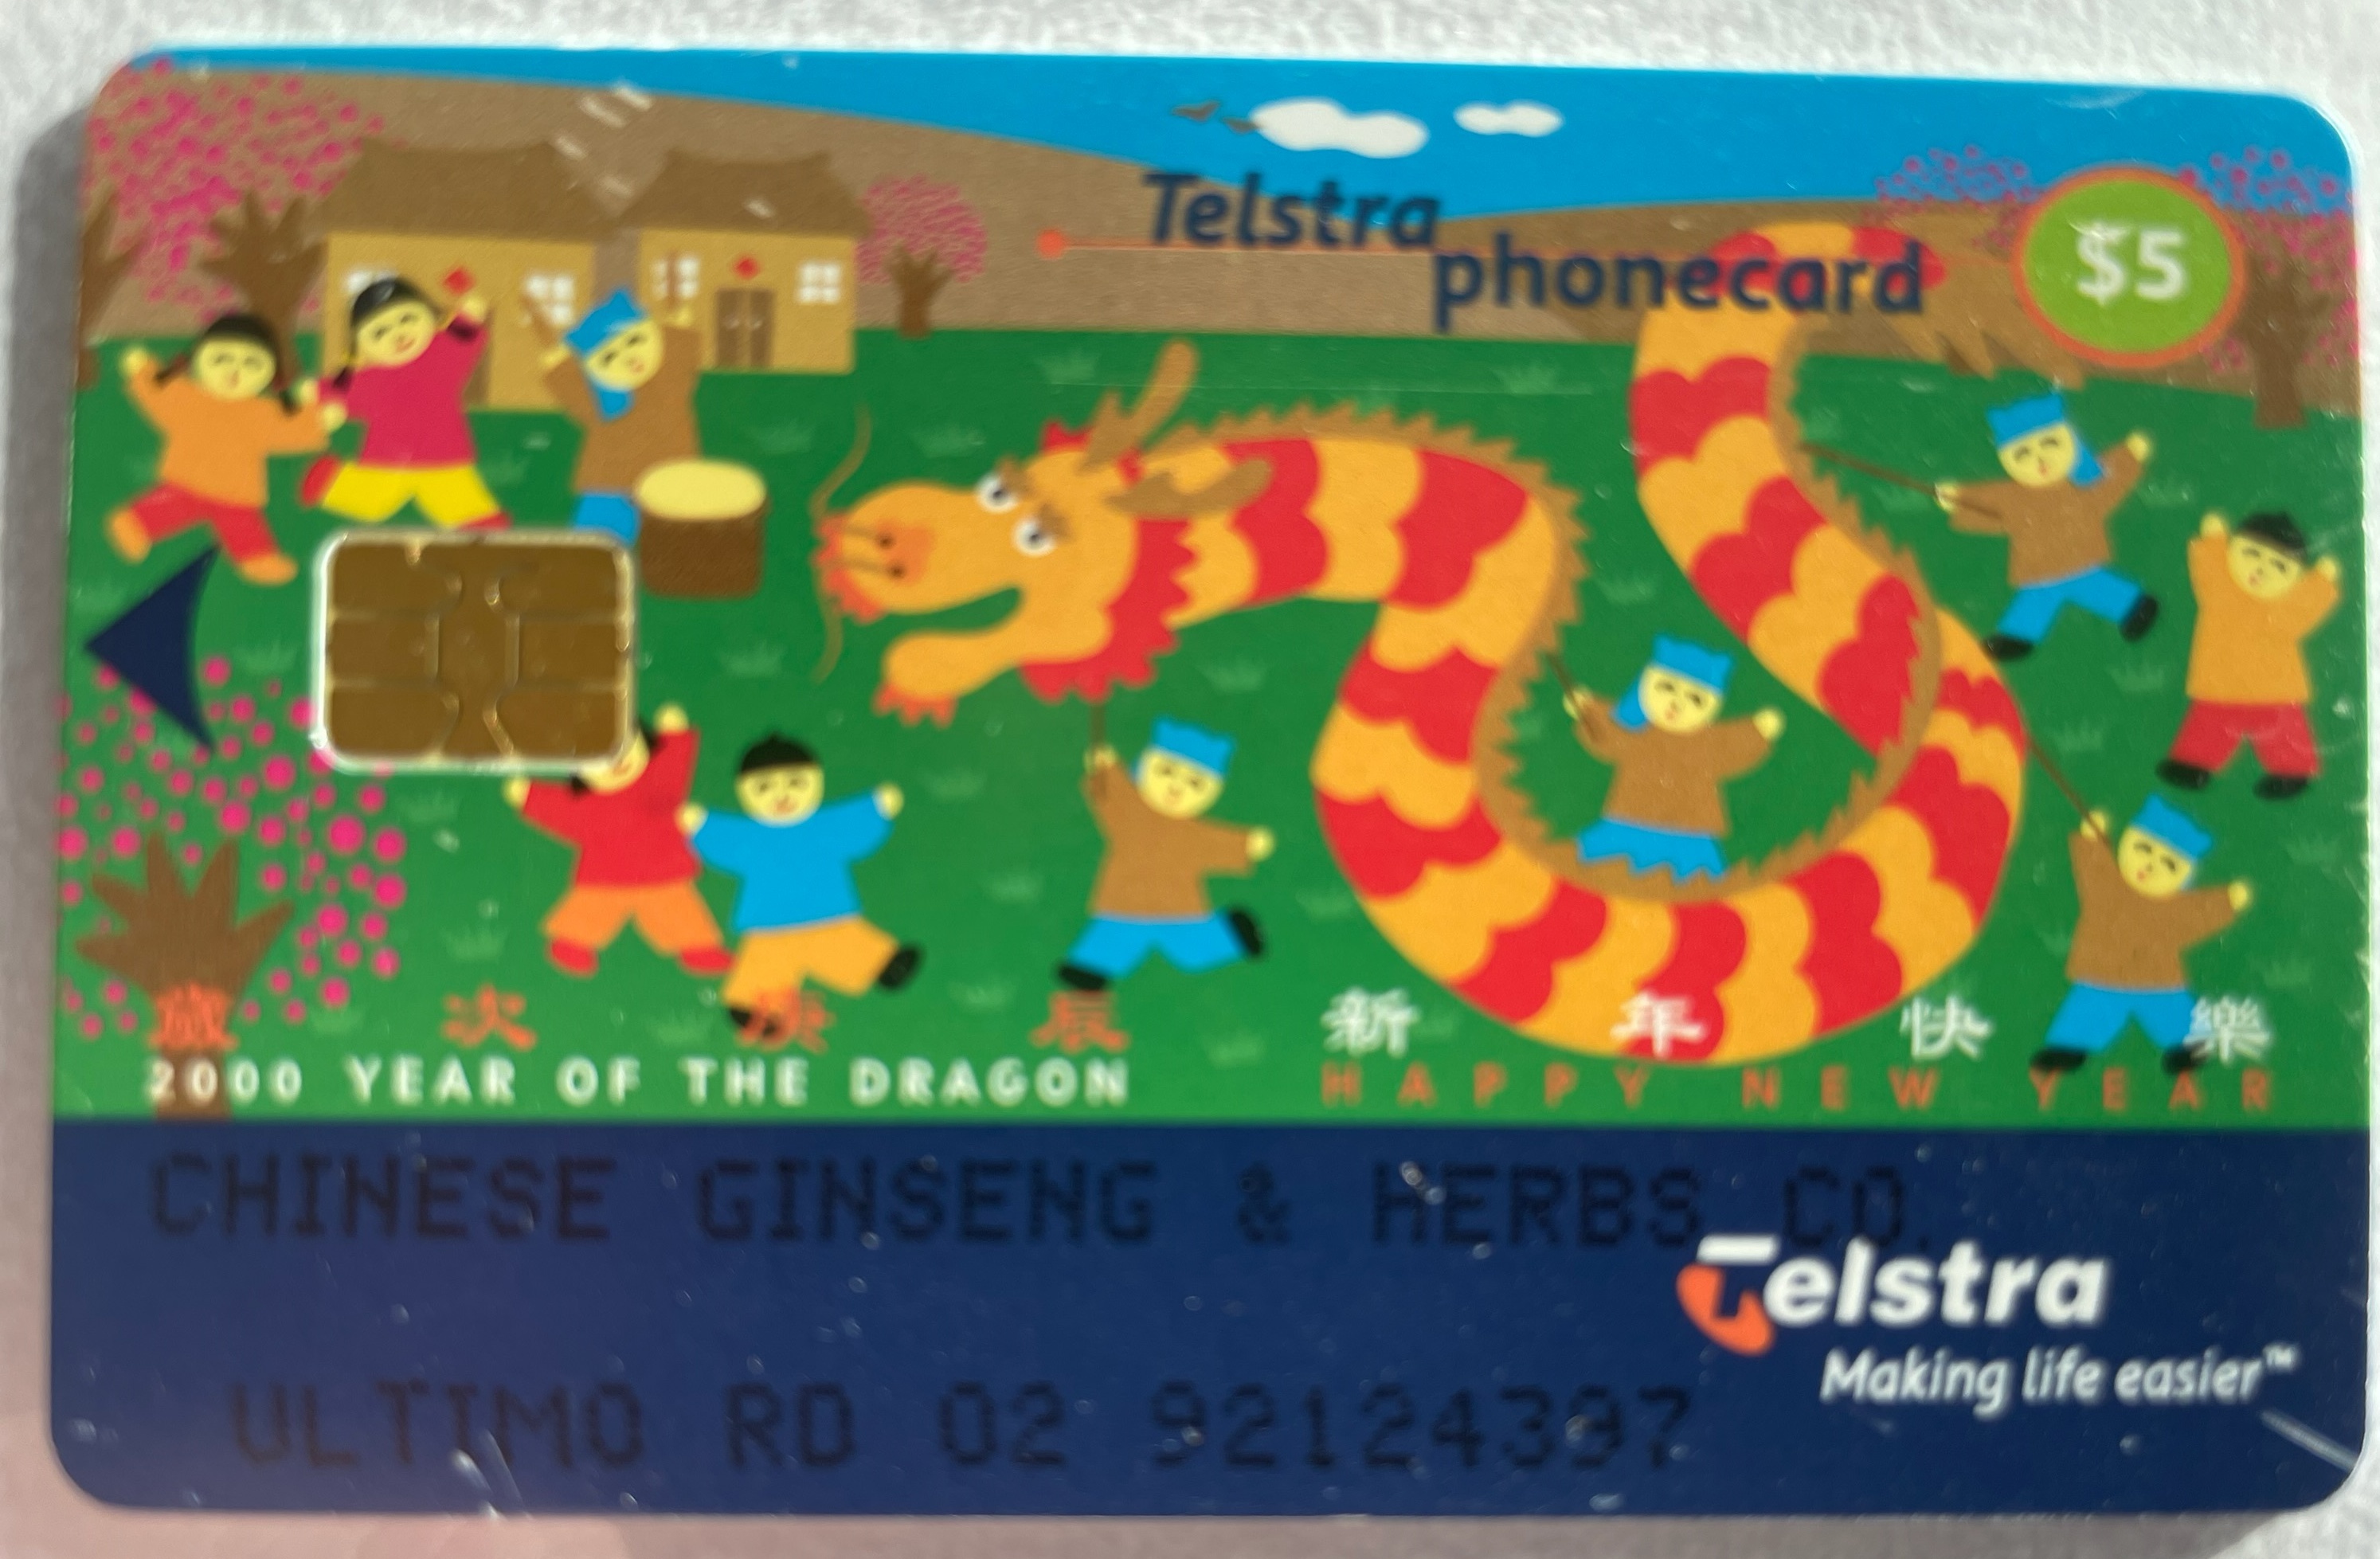 Telstra
phonecard
$5
歲次庚辰
2000 YEAR OF THE DRAGON
新年快樂
HAPPY NEW YEAR
CHINESE GINSENG & HERBS CO.
Telstra
Making life easier™
ULTIMO RD 02 92124397